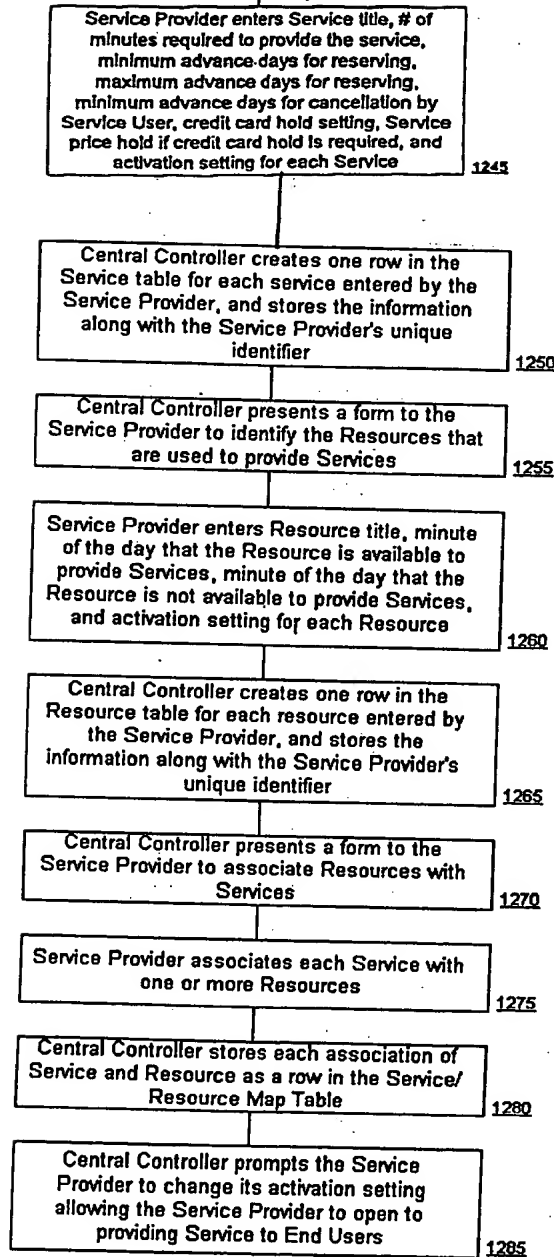 Service Provider enters Service title, # of
minutes required to provide the service,
minimum advance days for reserving,
maximum advance days for reserving,
minimum advance days for cancellation by
Service User, credit card hold setting, Service
price hold if credit card hold is required, and
activation setting for each Service
1245
Central Controller creates one row in the
Service table for each service entered by the
Service Provider, and stores the information
along with the Service Provider's unique
identifier
1250
Central Controller presents a form to the
Service Provider to identify the Resources that
are used to provide Services
1255
Service Provider enters Resource title, minute
of the day that the Resource is available to
provide Services, minute of the day that the
Resource is not available to provide Services,
and activation setting for each Resource
1260
Central Controller creates one row in the
Resource table for each resource entered by
the Service Provider, and stores the
information along with the Service Provider's
unique identifier
1265
Central Controller presents a form to the
Service Provider to associate Resources with
Services
1270
Service Provider associates each Service with
one or more Resources
1275
Central Controller stores each association of
Service and Resource as a row in the Service/
Resource Map Table
1280
Central Controller prompts the Service
Provider to change its activation setting
allowing the Service Provider to open to
providing Service to End Users
1285